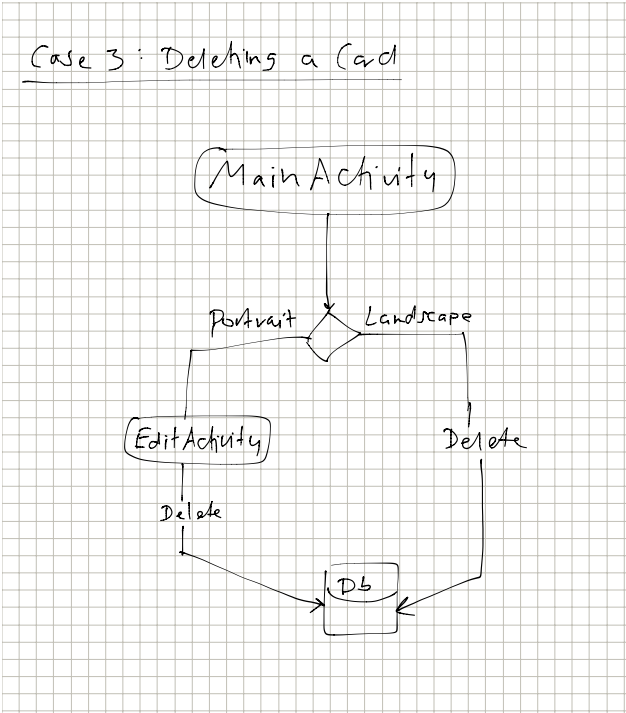 Case 3: Deleting a Card
MainActivity
Portrait
Landscape
EditActivity
Delete
Delete
Db